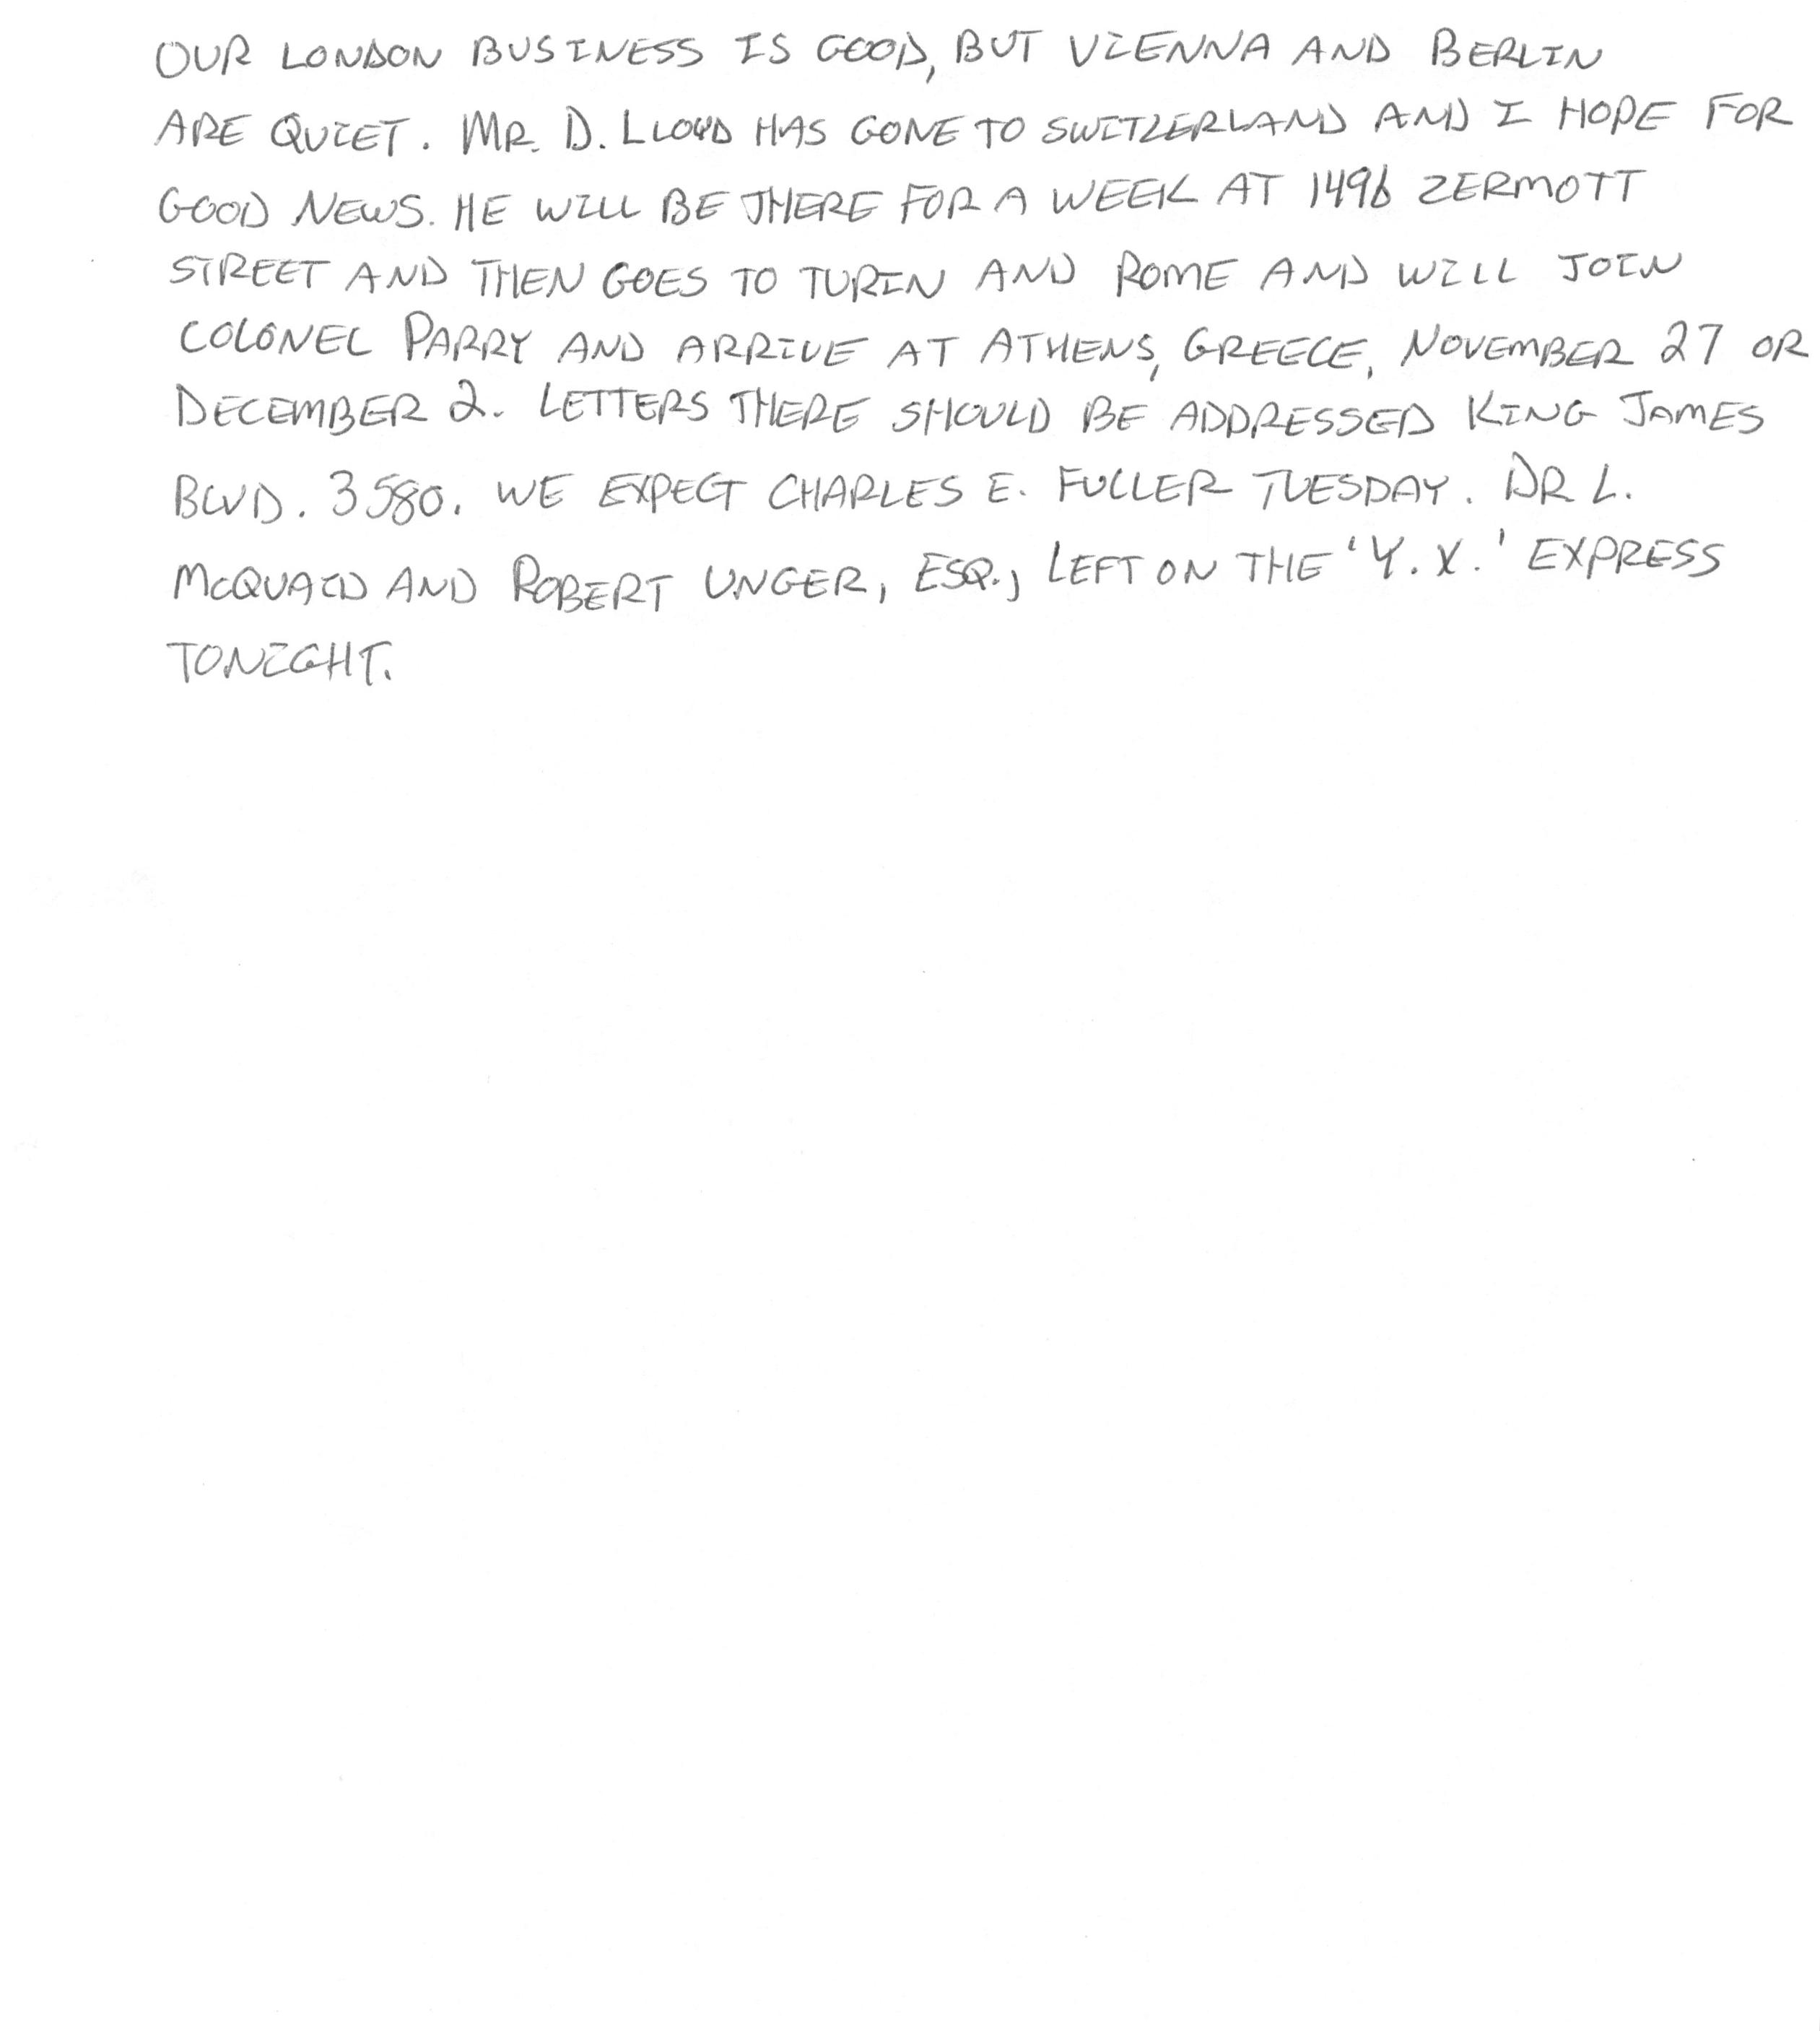 OUR LONDON BUSINESS IS GOOD, BUT VIENNA AND BERLIN
ARE QUIET. MR. D. LLOYD HAS GONE TO SWITZERLAND AND I HOPE FOR
GOOD NEWS. HE WILL BE THERE FOR A WEEK AT 1496 ZERMOTT
STREET AND THEN GOES TO TURIN AND ROME AND WILL JOIN
COLONEL PARRY AND ARRIVE AT ATHENS, GREECE, NOVEMBER 27 OR
DECEMBER 2. LETTERS THERE SHOULD BE ADDRESSED KING JAMES
BLVD. 3580. WE EXPECT CHARLES E. FULLER TUESDAY. DR L.
MCQUAID AND ROBERT UNGER, ESQ., LEFT ON THE 'Y.X.' EXPRESS
TONIGHT.